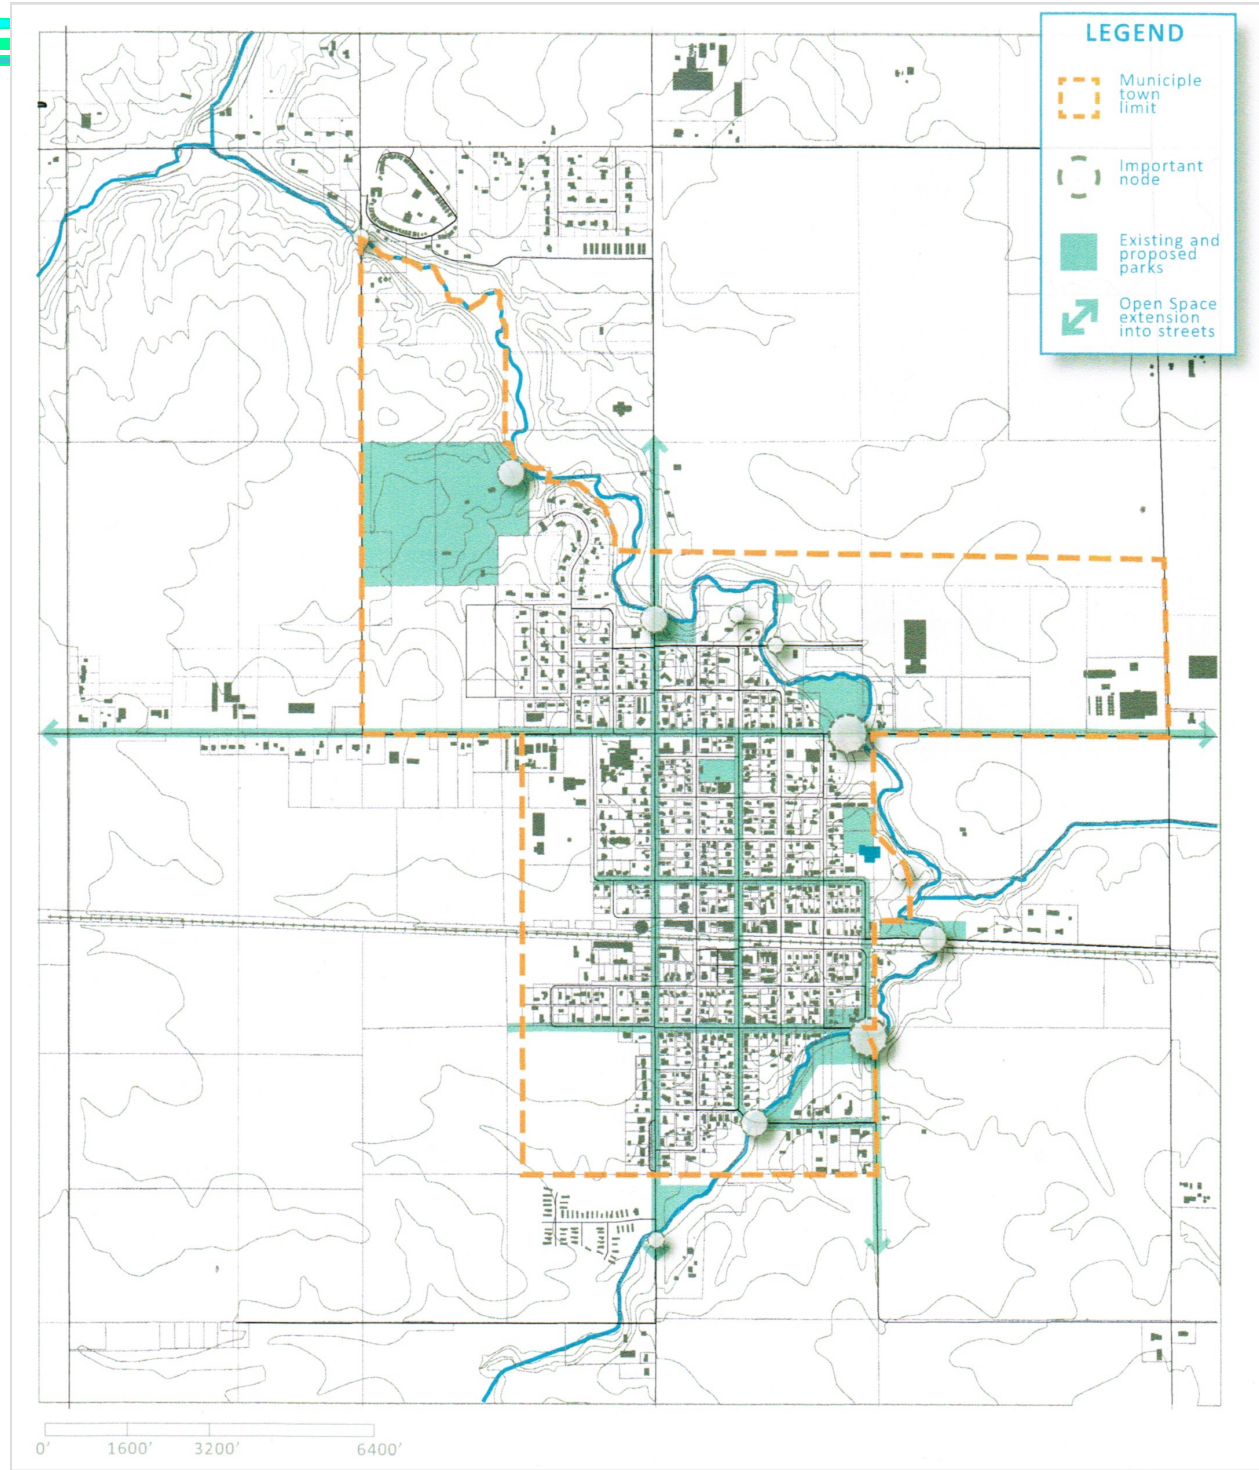 LEGEND
Municiple
town
limit
Important
node
Existing and
proposed
parks
Open Space
extension
into streets
0' 1600' 3200' 6400'